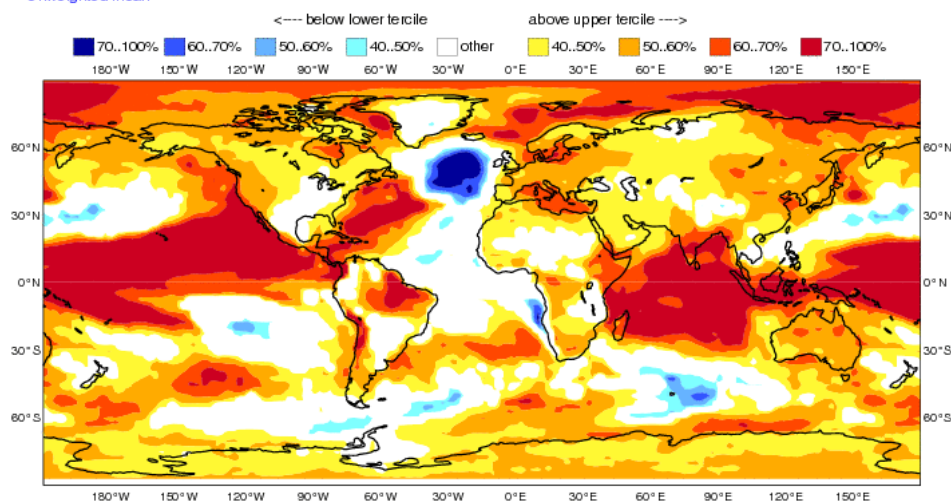 <---- below lower tercile above upper tercile ---->
70..100% 60..70% 50..60% 40..50% other 40..50% 50..60% 60..70% 70..100%
180°W 150°W 120°W 90°W 60°W 30°W 0°E 30°E 60°E 90°E 120°E 150°E
60°N 60°N
30°N 30°N
0°N 0°N
30°S 30°S
60°S 60°S
180°W 150°W 120°W 90°W 60°W 30°W 0°E 30°E 60°E 90°E 120°E 150°E